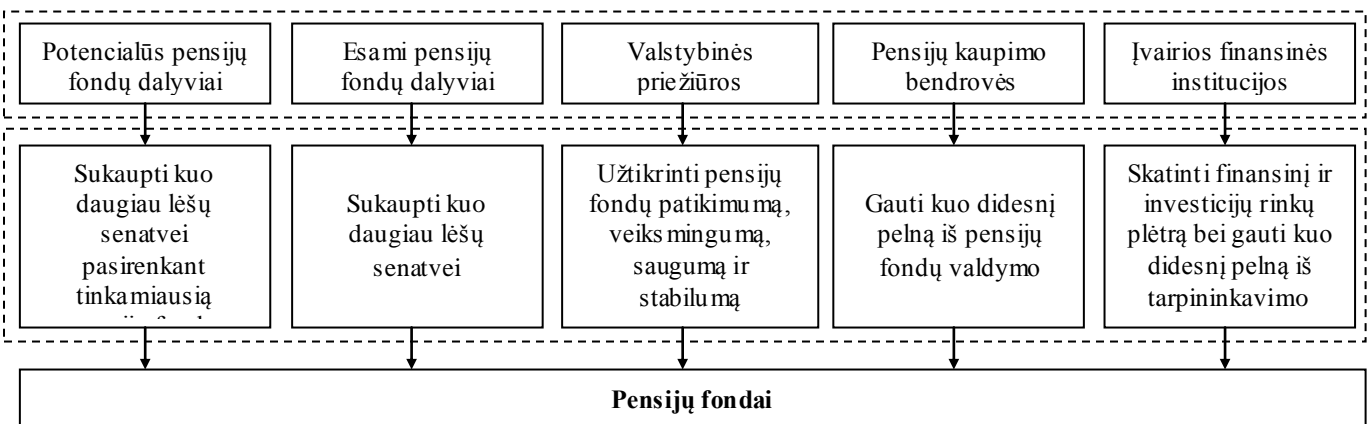 Potencialūs pensijų
fondų dalyviai
Esami pensijų
fondų dalyviai
Valstybinės
priežiūros
Pensijų kaupimo
bendrovės
Įvairios finansinės
institucijos
Sukaupti kuo
daugiau lėšų
senatvei
pasirenkant
tinkamiausią
Sukaupti kuo
daugiau lėšų
senatvei
Užtikrinti pensijų
fondų patikimumą,
veiksmingumą,
saugumą ir
stabilumą
Gauti kuo didesnį
pelną iš pensijų
fondų valdymo
Skatinti finansinį ir
investicijų rinkų
plėtrą bei gauti kuo
didesnį pelną iš
tarpininkavimo
Pensijų fondai